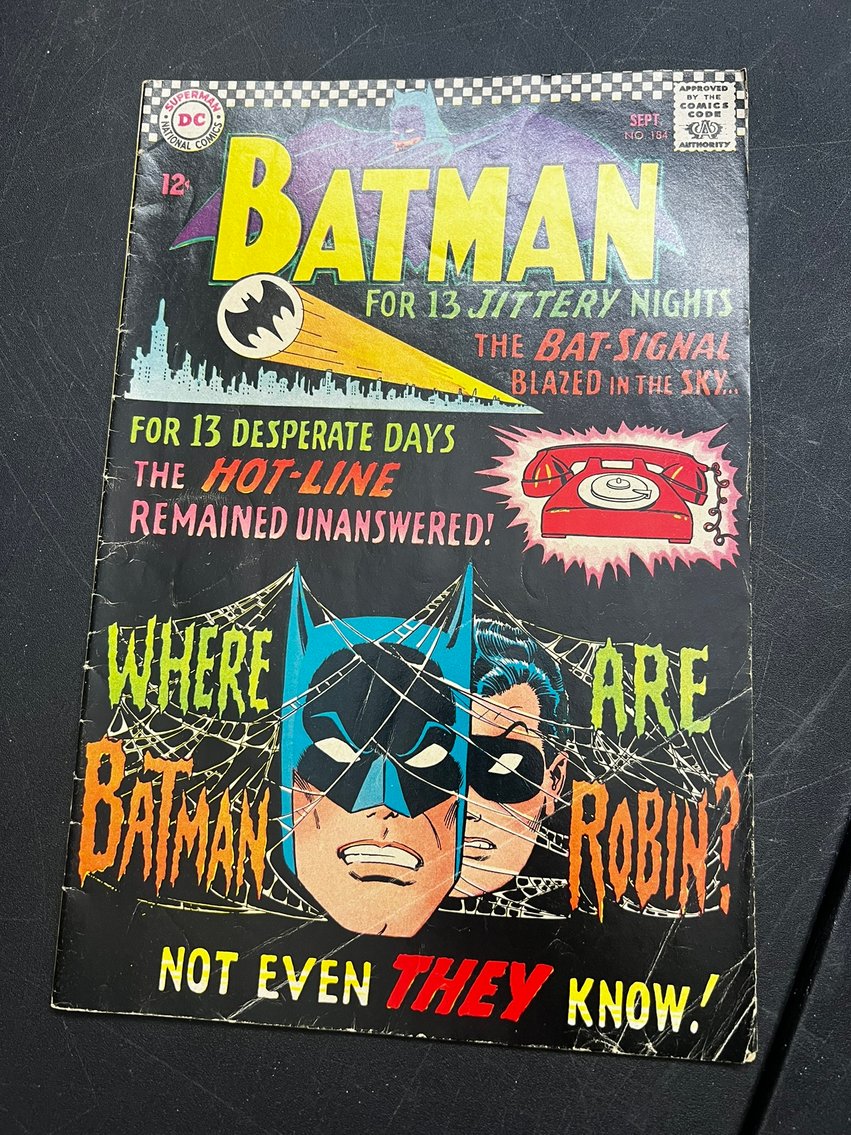 SUPERMAN
DC
NATIONAL COMICS
APPROVED
BY THE
COMICS
CODE
CA
AUTHORITY
SEPT.
NO. 184
12¢
BATMAN
FOR 13 JITTERY NIGHTS
THE BAT-SIGNAL
BLAZED IN THE SKY...
FOR 13 DESPERATE DAYS
THE HOT-LINE
REMAINED UNANSWERED!
WHERE ARE
BATMAN ROBIN?
NOT EVEN THEY KNOW!